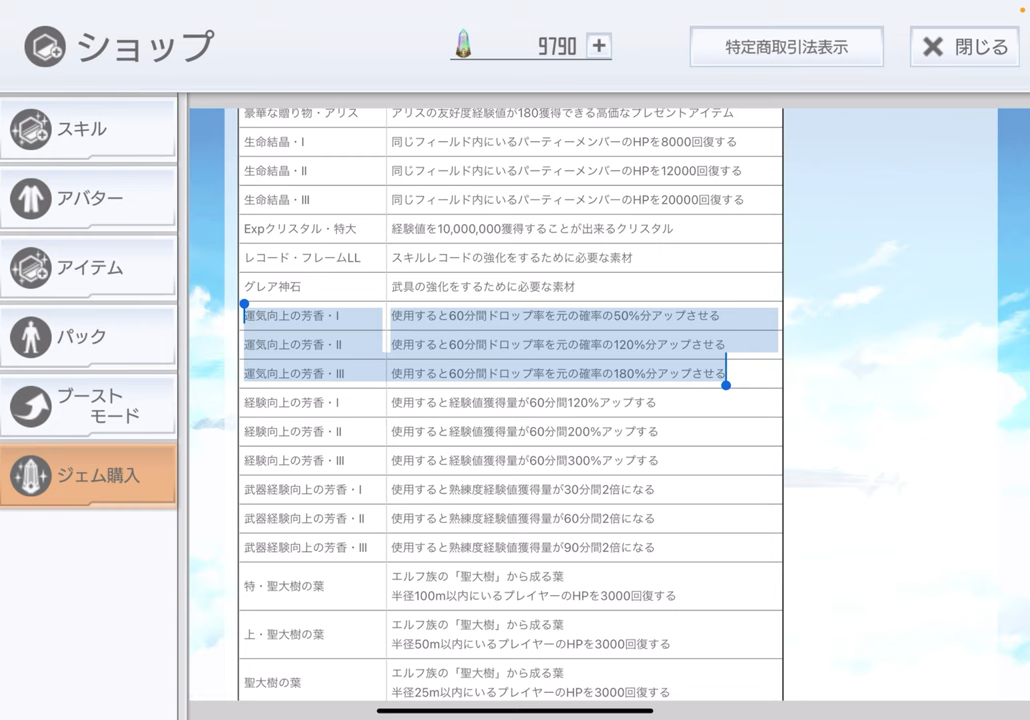 ショップ
9790
特定商取引法表示
閉じる
スキル
アバター
アイテム
パック
ブースト
モード
ジェム購入
豪華な贈り物・アリス アリスの友好度経験値が180獲得できる高価なプレゼントアイテム
生命結晶・I 同じフィールド内にいるパーティーメンバーのHPを8000回復する
生命結晶・II 同じフィールド内にいるパーティーメンバーのHPを12000回復する
生命結晶・III 同じフィールド内にいるパーティーメンバーのHPを20000回復する
Expクリスタル・特大 経験値を10,000,000獲得することが出来るクリスタル
レコード・フレームLL スキルレコードの強化をするために必要な素材
グレア神石 武具の強化をするために必要な素材
運気向上の芳香・I 使用すると60分間ドロップ率を元の確率の50%分アップさせる
運気向上の芳香・II 使用すると60分間ドロップ率を元の確率の120%分アップさせる
運気向上の芳香・III 使用すると60分間ドロップ率を元の確率の180%分アップさせる
経験向上の芳香・I 使用すると経験値獲得量が60分間120%アップする
経験向上の芳香・II 使用すると経験値獲得量が60分間200%アップする
経験向上の芳香・III 使用すると経験値獲得量が60分間300%アップする
武器経験向上の芳香・I 使用すると熟練度経験値獲得量が30分間2倍になる
武器経験向上の芳香・II 使用すると熟練度経験値獲得量が60分間2倍になる
武器経験向上の芳香・III 使用すると熟練度経験値獲得量が90分間2倍になる
特・聖大樹の葉 エルフ族の「聖大樹」から成る葉
半径100m以内にいるプレイヤーのHPを3000回復する
上・聖大樹の葉 エルフ族の「聖大樹」から成る葉
半径50m以内にいるプレイヤーのHPを3000回復する
聖大樹の葉 エルフ族の「聖大樹」から成る葉
半径25m以内にいるプレイヤーのHPを3000回復する